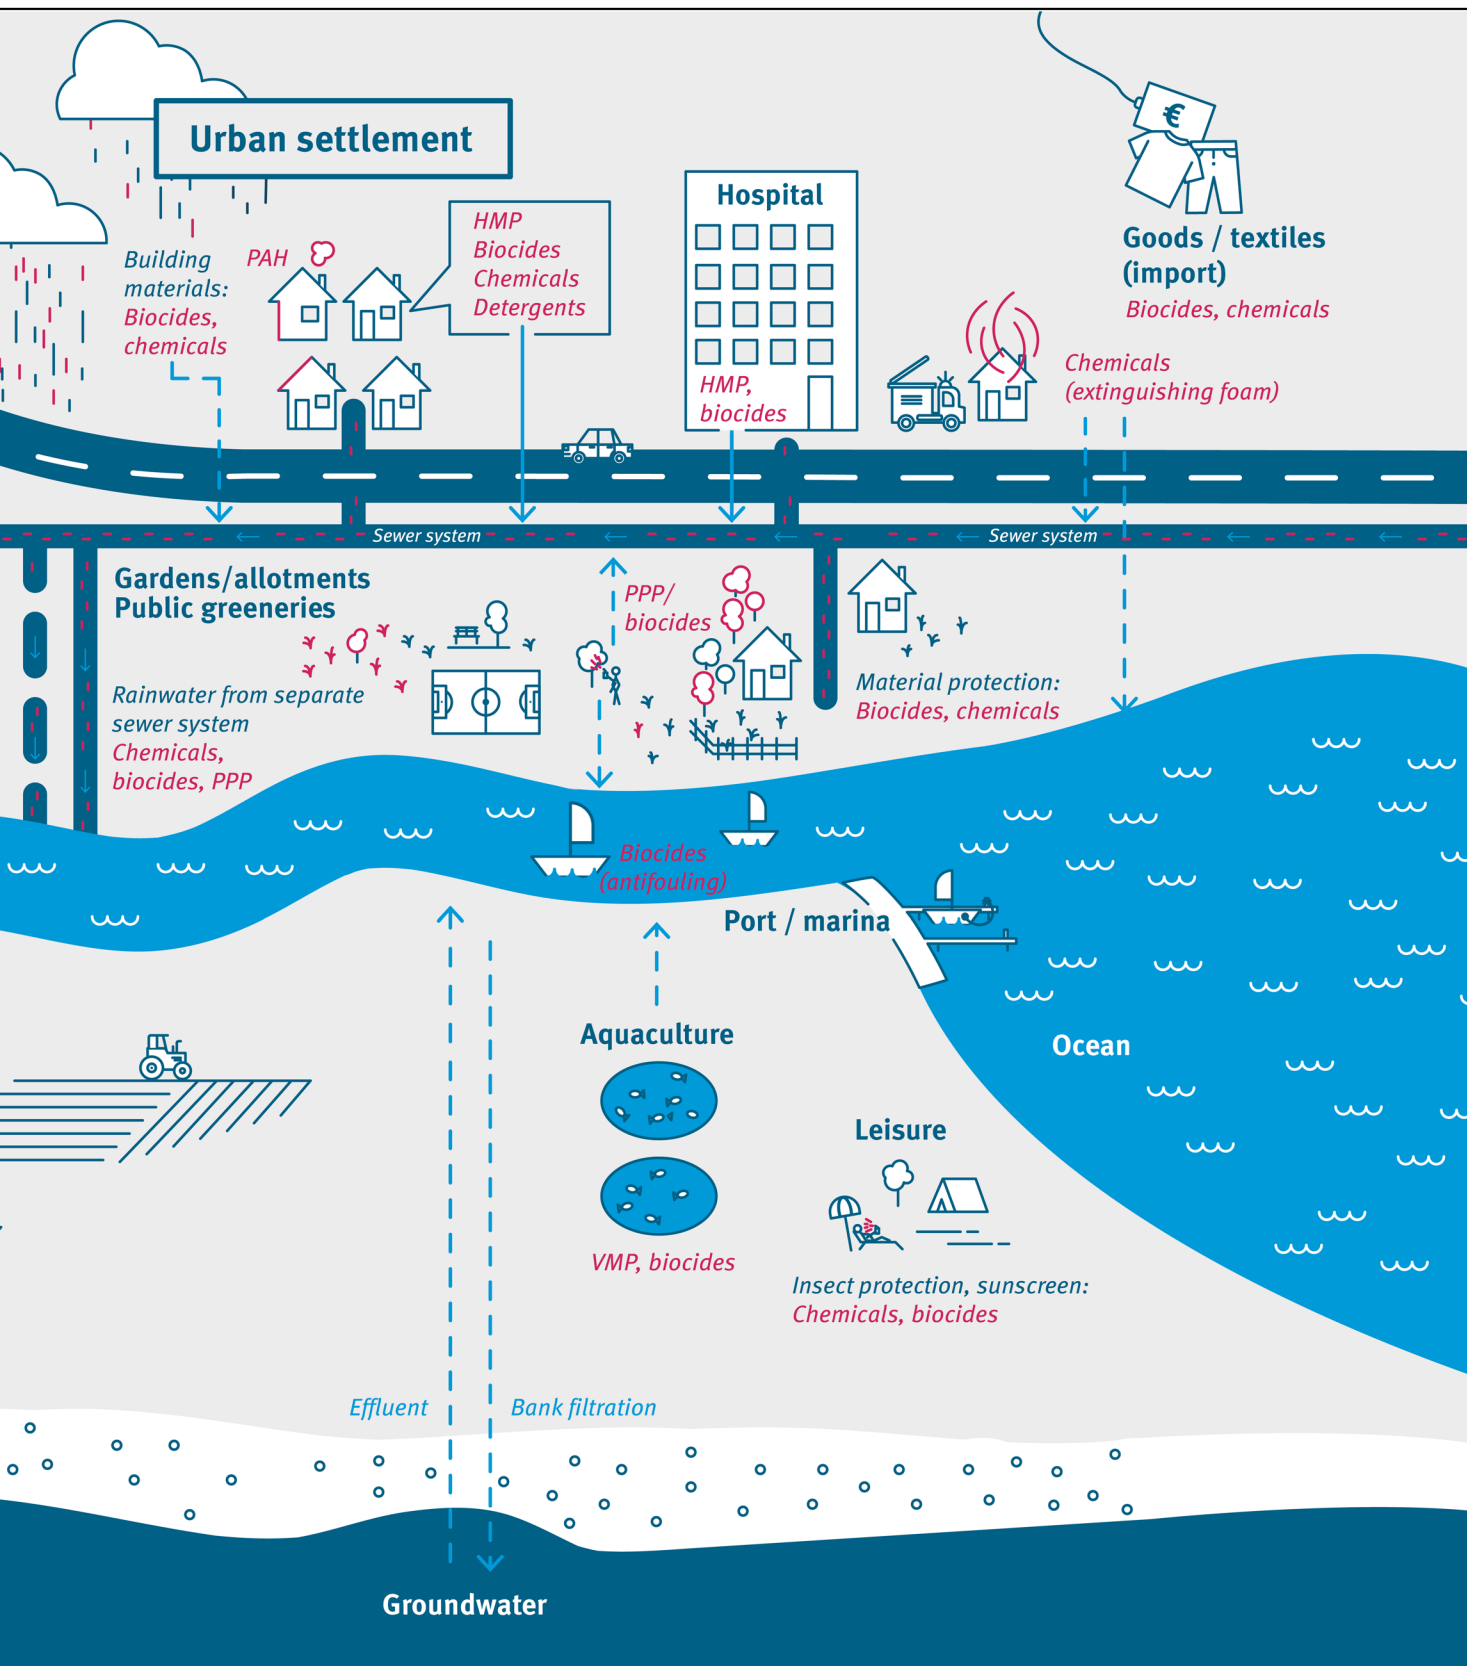 Urban settlement
Hospital
€
HMP
Biocides
Chemicals
Detergents
Building
materials:
Biocides,
chemicals
PAH
Goods / textiles
(import)
Biocides, chemicals
Chemicals
(extinguishing foam)
HMP,
biocides
Sewer system
Sewer system
Gardens/allotments
Public greeneries
PPP/
biocides
Rainwater from separate
sewer system
Chemicals,
biocides, PPP
Material protection:
Biocides, chemicals
Biocides
(antifouling)
Port / marina
Aquaculture
Ocean
Leisure
VMP, biocides
Insect protection, sunscreen:
Chemicals, biocides
Effluent
Bank filtration
Groundwater